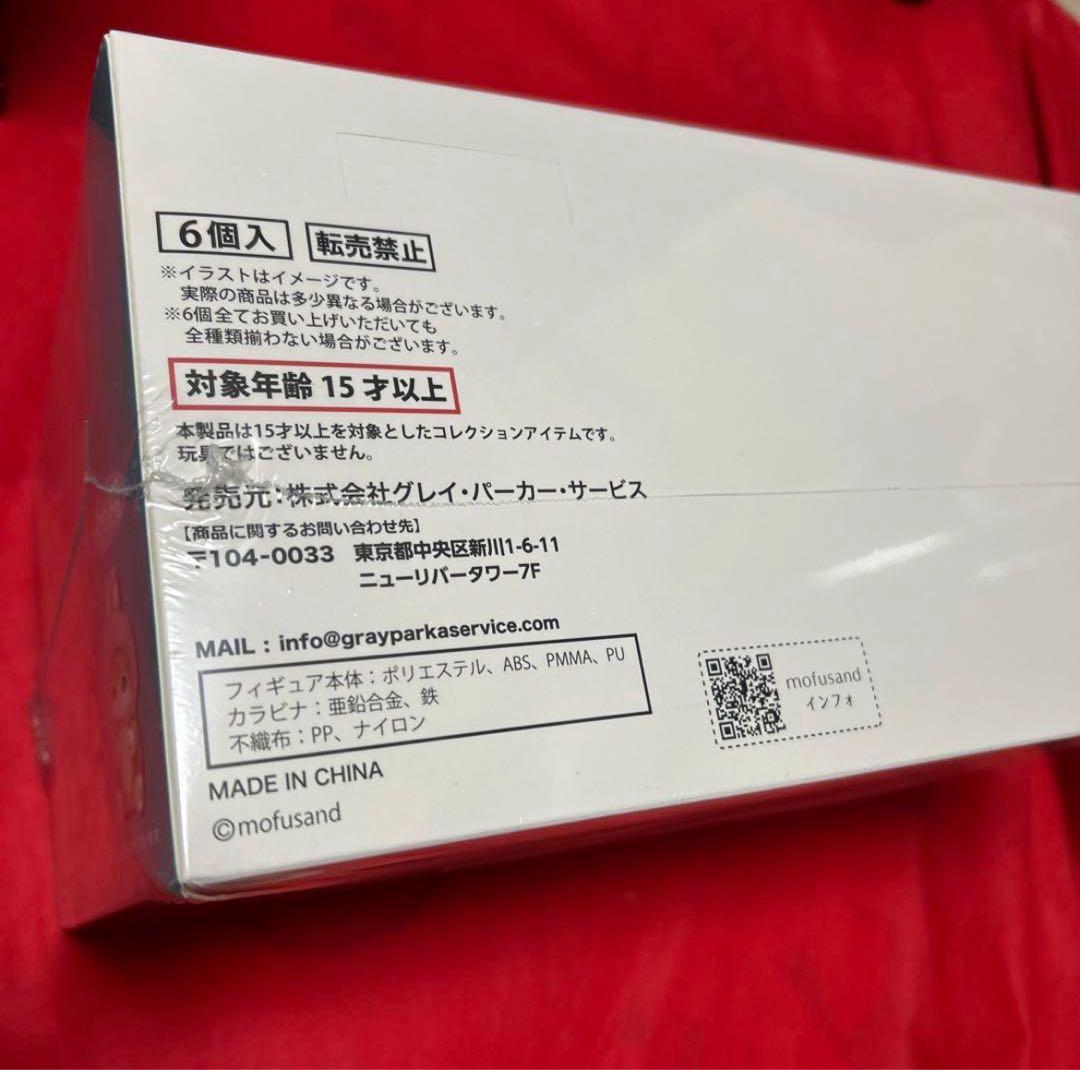 6個入 転売禁止
※イラストはイメージです。
実際の商品は多少異なる場合がございます。
※6個全てお買い上げいただいても
全種類揃わない場合がございます。
対象年齢 15 才以上
本製品は15才以上を対象としたコレクションアイテムです。
玩具ではございません。
発売元：株式会社グレイ・パーカー・サービス
【商品に関するお問い合わせ先】
〒104-0033 東京都中央区新川1-6-11
ニューリバータワー7F
MAIL : info@grayparkaservice.com
フィギュア本体：ポリエステル、ABS、PMMA、PU
カラビナ：亜鉛合金、鉄
不織布：PP、ナイロン
MADE IN CHINA
©mofusand
mofusand
インフォ